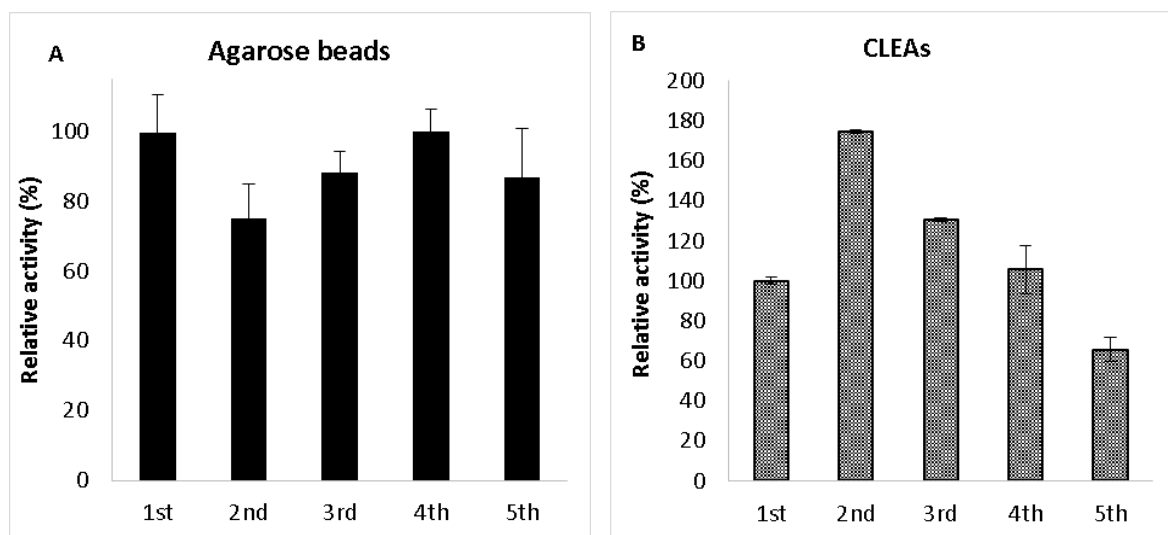 A
Agarose beads
Relative activity (%)
100
80
60
40
20
0
1st 2nd 3rd 4th 5th
B
CLEAs
Relative activity (%)
200
180
160
140
120
100
80
60
40
20
0
1st 2nd 3rd 4th 5th